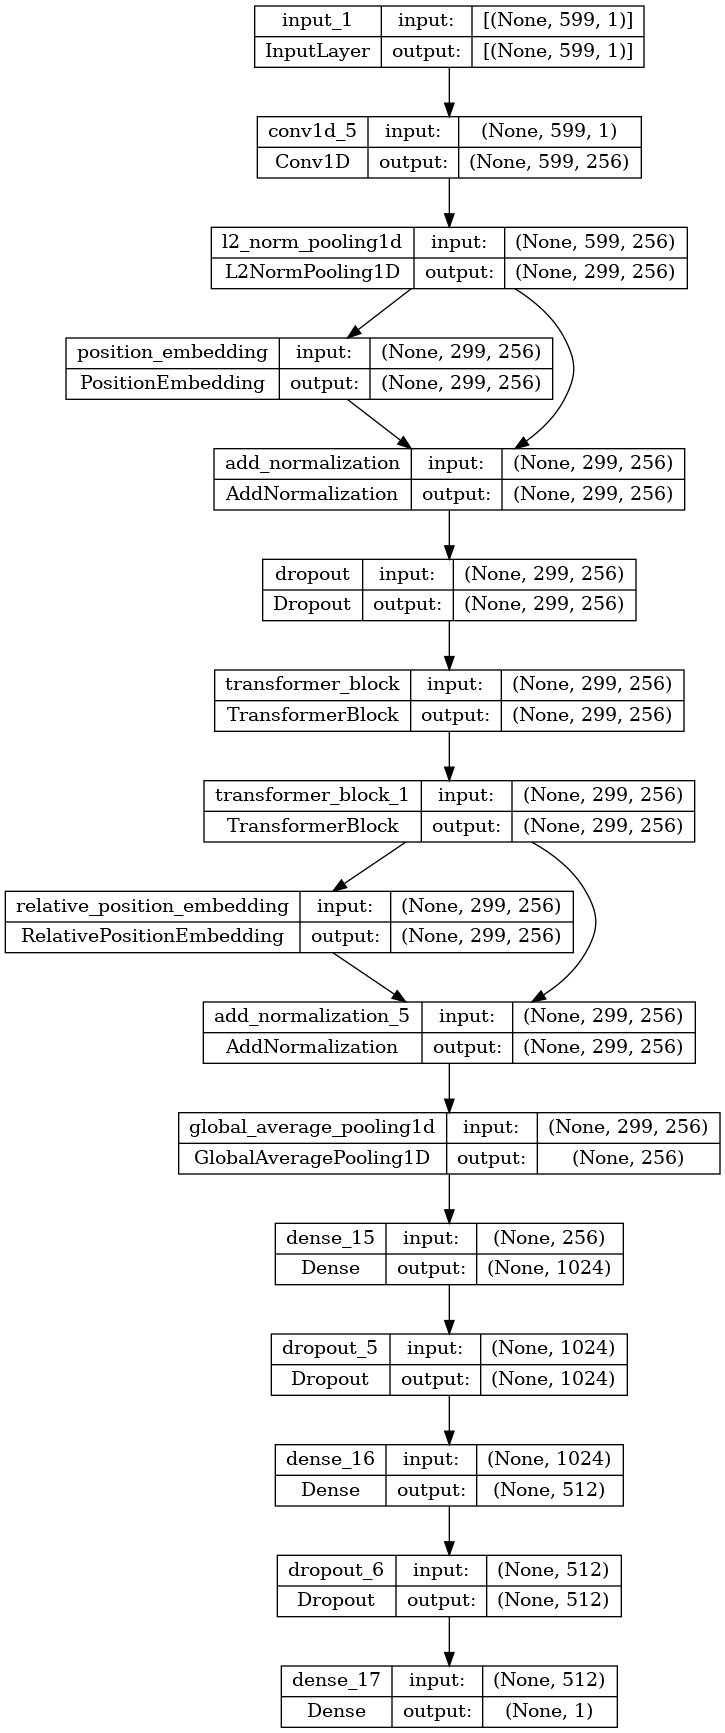 input_1 input: [(None, 599, 1)]
InputLayer output: [(None, 599, 1)]
conv1d_5 input: (None, 599, 1)
Conv1D output: (None, 599, 256)
l2_norm_pooling1d input: (None, 599, 256)
L2NormPooling1D output: (None, 299, 256)
position_embedding input: (None, 299, 256)
PositionEmbedding output: (None, 299, 256)
add_normalization input: (None, 299, 256)
AddNormalization output: (None, 299, 256)
dropout input: (None, 299, 256)
Dropout output: (None, 299, 256)
transformer_block input: (None, 299, 256)
TransformerBlock output: (None, 299, 256)
transformer_block_1 input: (None, 299, 256)
TransformerBlock output: (None, 299, 256)
relative_position_embedding input: (None, 299, 256)
RelativePositionEmbedding output: (None, 299, 256)
add_normalization_5 input: (None, 299, 256)
AddNormalization output: (None, 299, 256)
global_average_pooling1d input: (None, 299, 256)
GlobalAveragePooling1D output: (None, 256)
dense_15 input: (None, 256)
Dense output: (None, 1024)
dropout_5 input: (None, 1024)
Dropout output: (None, 1024)
dense_16 input: (None, 1024)
Dense output: (None, 512)
dropout_6 input: (None, 512)
Dropout output: (None, 512)
dense_17 input: (None, 512)
Dense output: (None, 1)